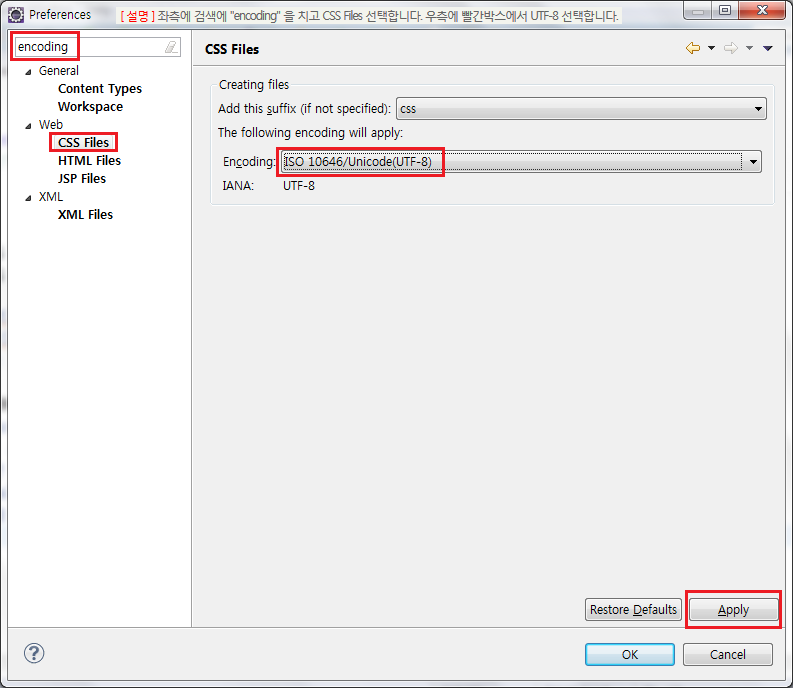 Preferences [ 설명 ] 좌측에 검색에 "encoding" 을 치고 CSS Files 선택합니다. 우측에 빨간박스에서 UTF-8 선택합니다.
encoding
General
Content Types
Workspace
Web
CSS Files
HTML Files
JSP Files
XML
XML Files
CSS Files
Creating files
Add this suffix (if not specified): css
The following encoding will apply:
Encoding: ISO 10646/Unicode(UTF-8)
IANA: UTF-8
Restore Defaults Apply
? OK Cancel